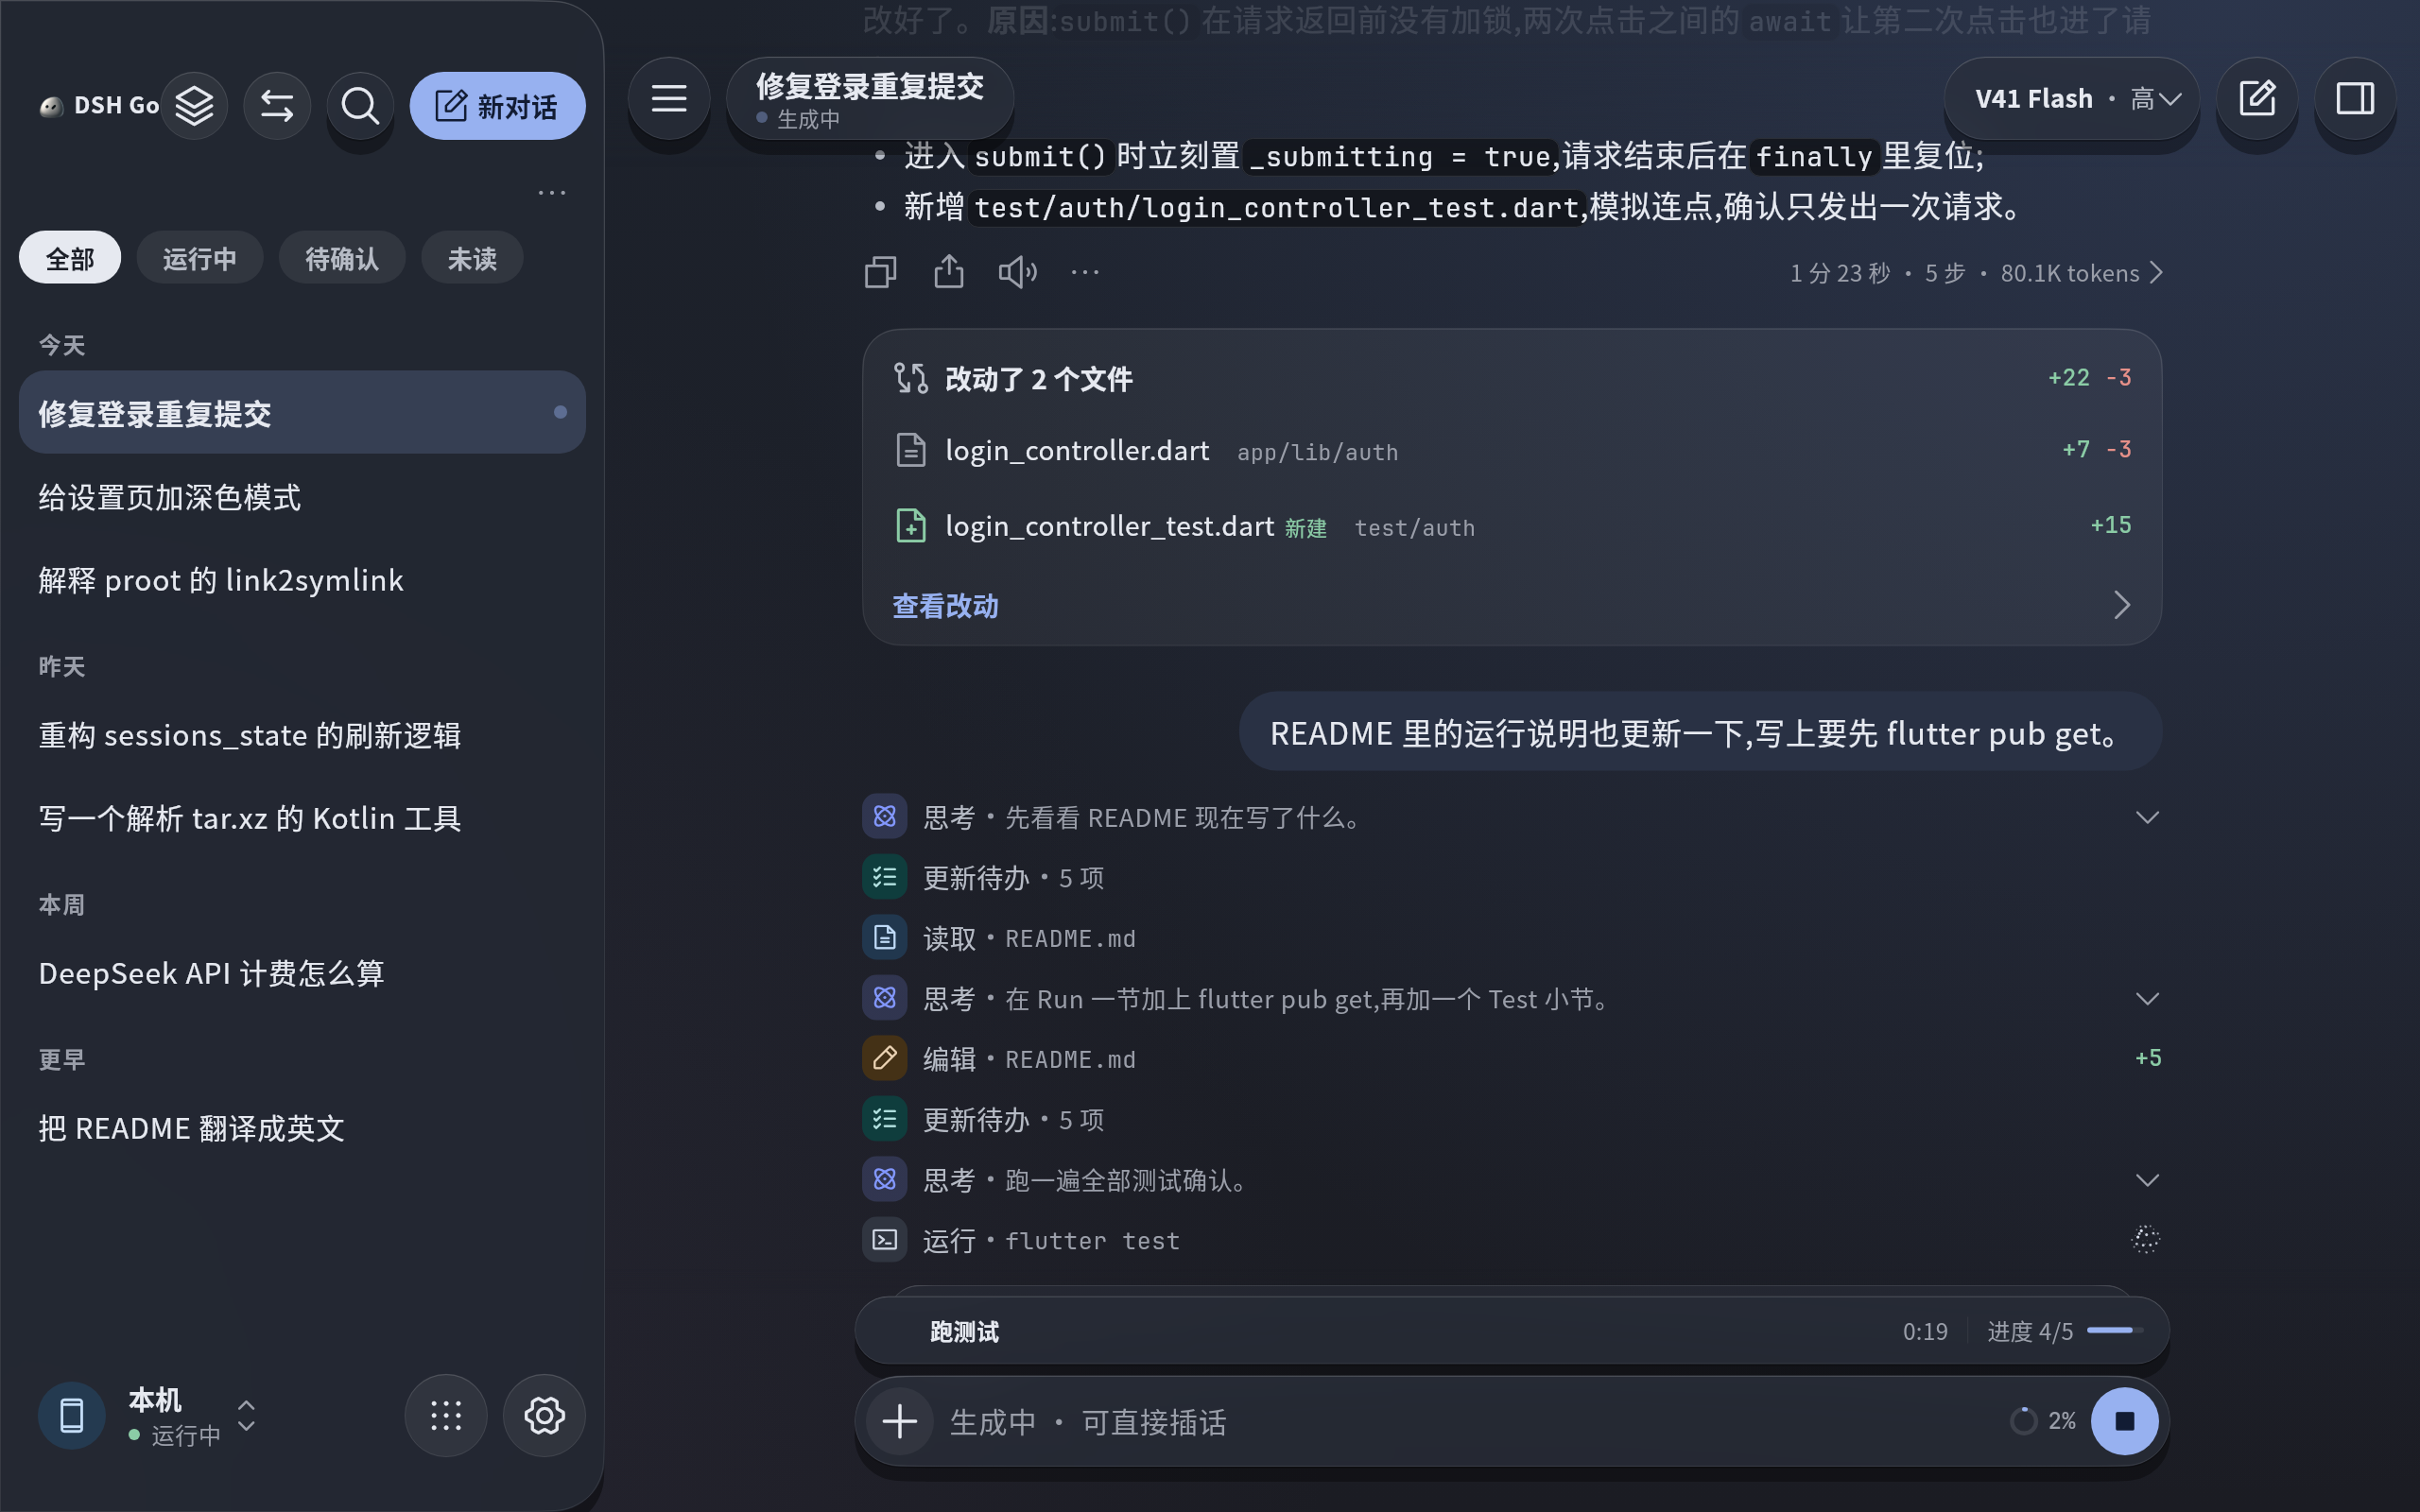 DSH Go
新对话
全部
运行中
待确认
未读
今天
修复登录重复提交
给设置页加深色模式
解释 proot 的 link2symlink
昨天
重构 sessions_state 的刷新逻辑
写一个解析 tar.xz 的 Kotlin 工具
本周
DeepSeek API 计费怎么算
更早
把 README 翻译成英文
本机
运行中
改好了。原因:submit() 在请求返回前没有加锁,两次点击之间的 await 让第二次点击也进了请
修复登录重复提交
生成中
V41 Flash · 高
• 进入 submit() 时立刻置 _submitting = true,请求结束后在 finally 里复位;
• 新增 test/auth/login_controller_test.dart,模拟连点,确认只发出一次请求。
1 分 23 秒 · 5 步 · 80.1K tokens
改动了 2 个文件 +22 -3
login_controller.dart app/lib/auth +7 -3
login_controller_test.dart 新建 test/auth +15
查看改动
README 里的运行说明也更新一下,写上要先 flutter pub get。
思考 · 先看看 README 现在写了什么。
更新待办 · 5 项
读取 · README.md
思考 · 在 Run 一节加上 flutter pub get,再加一个 Test 小节。
编辑 · README.md +5
更新待办 · 5 项
思考 · 跑一遍全部测试确认。
运行 · flutter test
跑测试 0:19 进度 4/5
生成中 · 可直接插话 2%